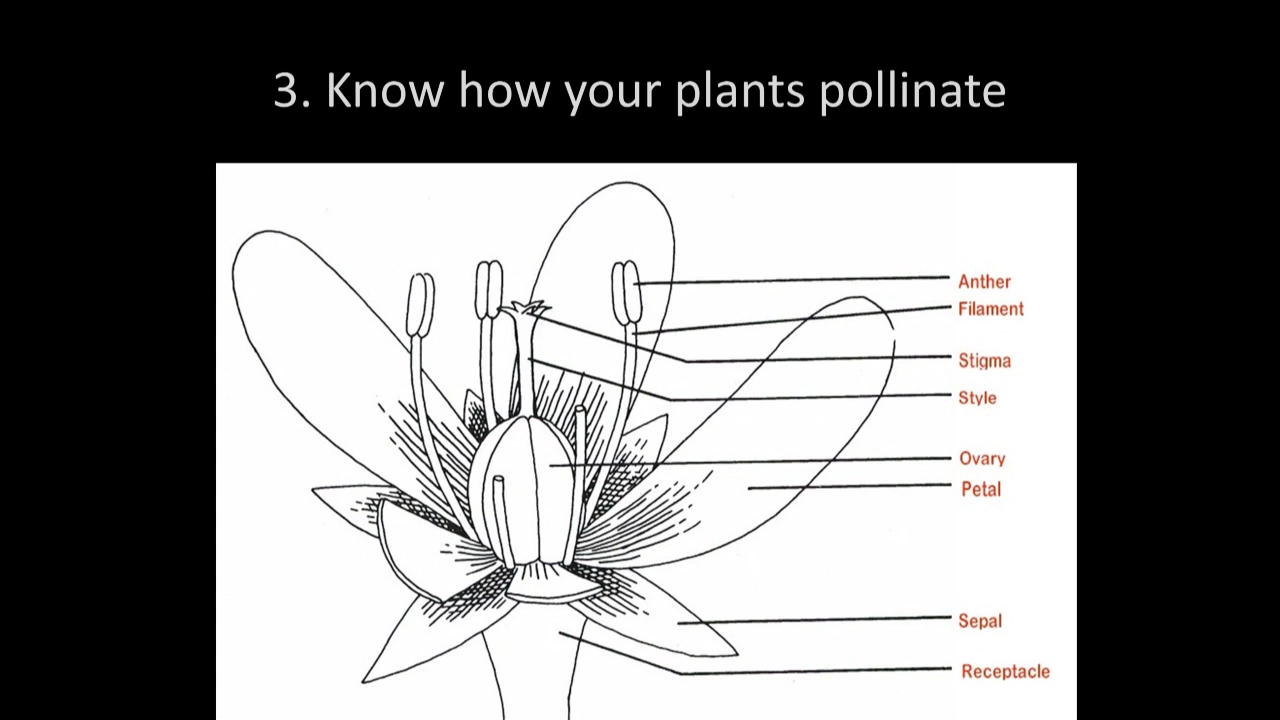 3. Know how your plants pollinate
Anther
Filament
Stigma
Style
Ovary
Petal
Sepal
Receptacle